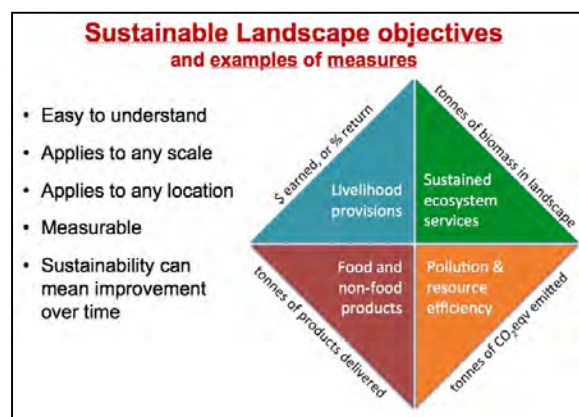 Sustainable Landscape objectives
and examples of measures
• Easy to understand
• Applies to any scale
• Applies to any location
• Measurable
• Sustainability can
mean improvement
over time
$ earned, or % return
tonnes of biomass in landscape
Livelihood
provisions
Sustained
ecosystem
services
Food and
non-food
products
Pollution &
resource
efficiency
tonnes of products delivered
tonnes of CO₂eqv emitted